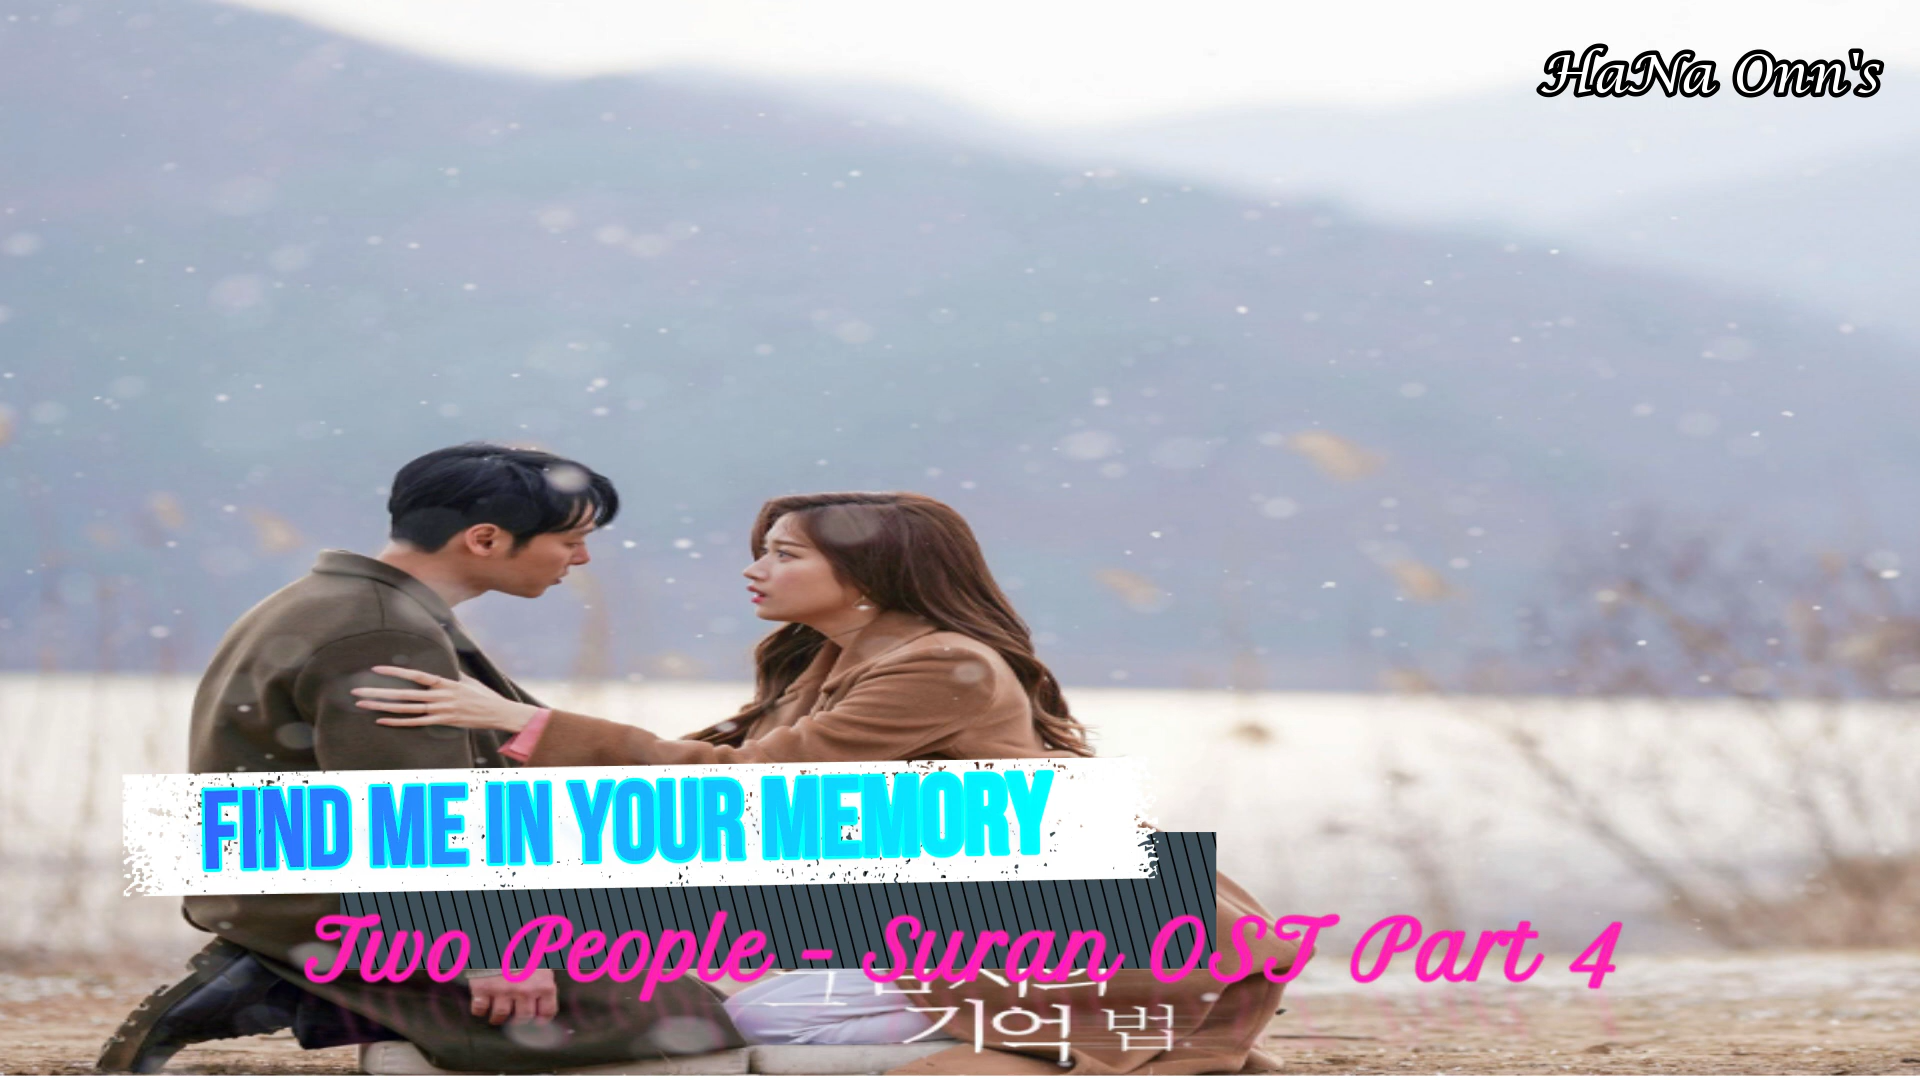 HaNa Onn's
FIND ME IN YOUR MEMORY
Two People - Suran OST Part 4
기억 법